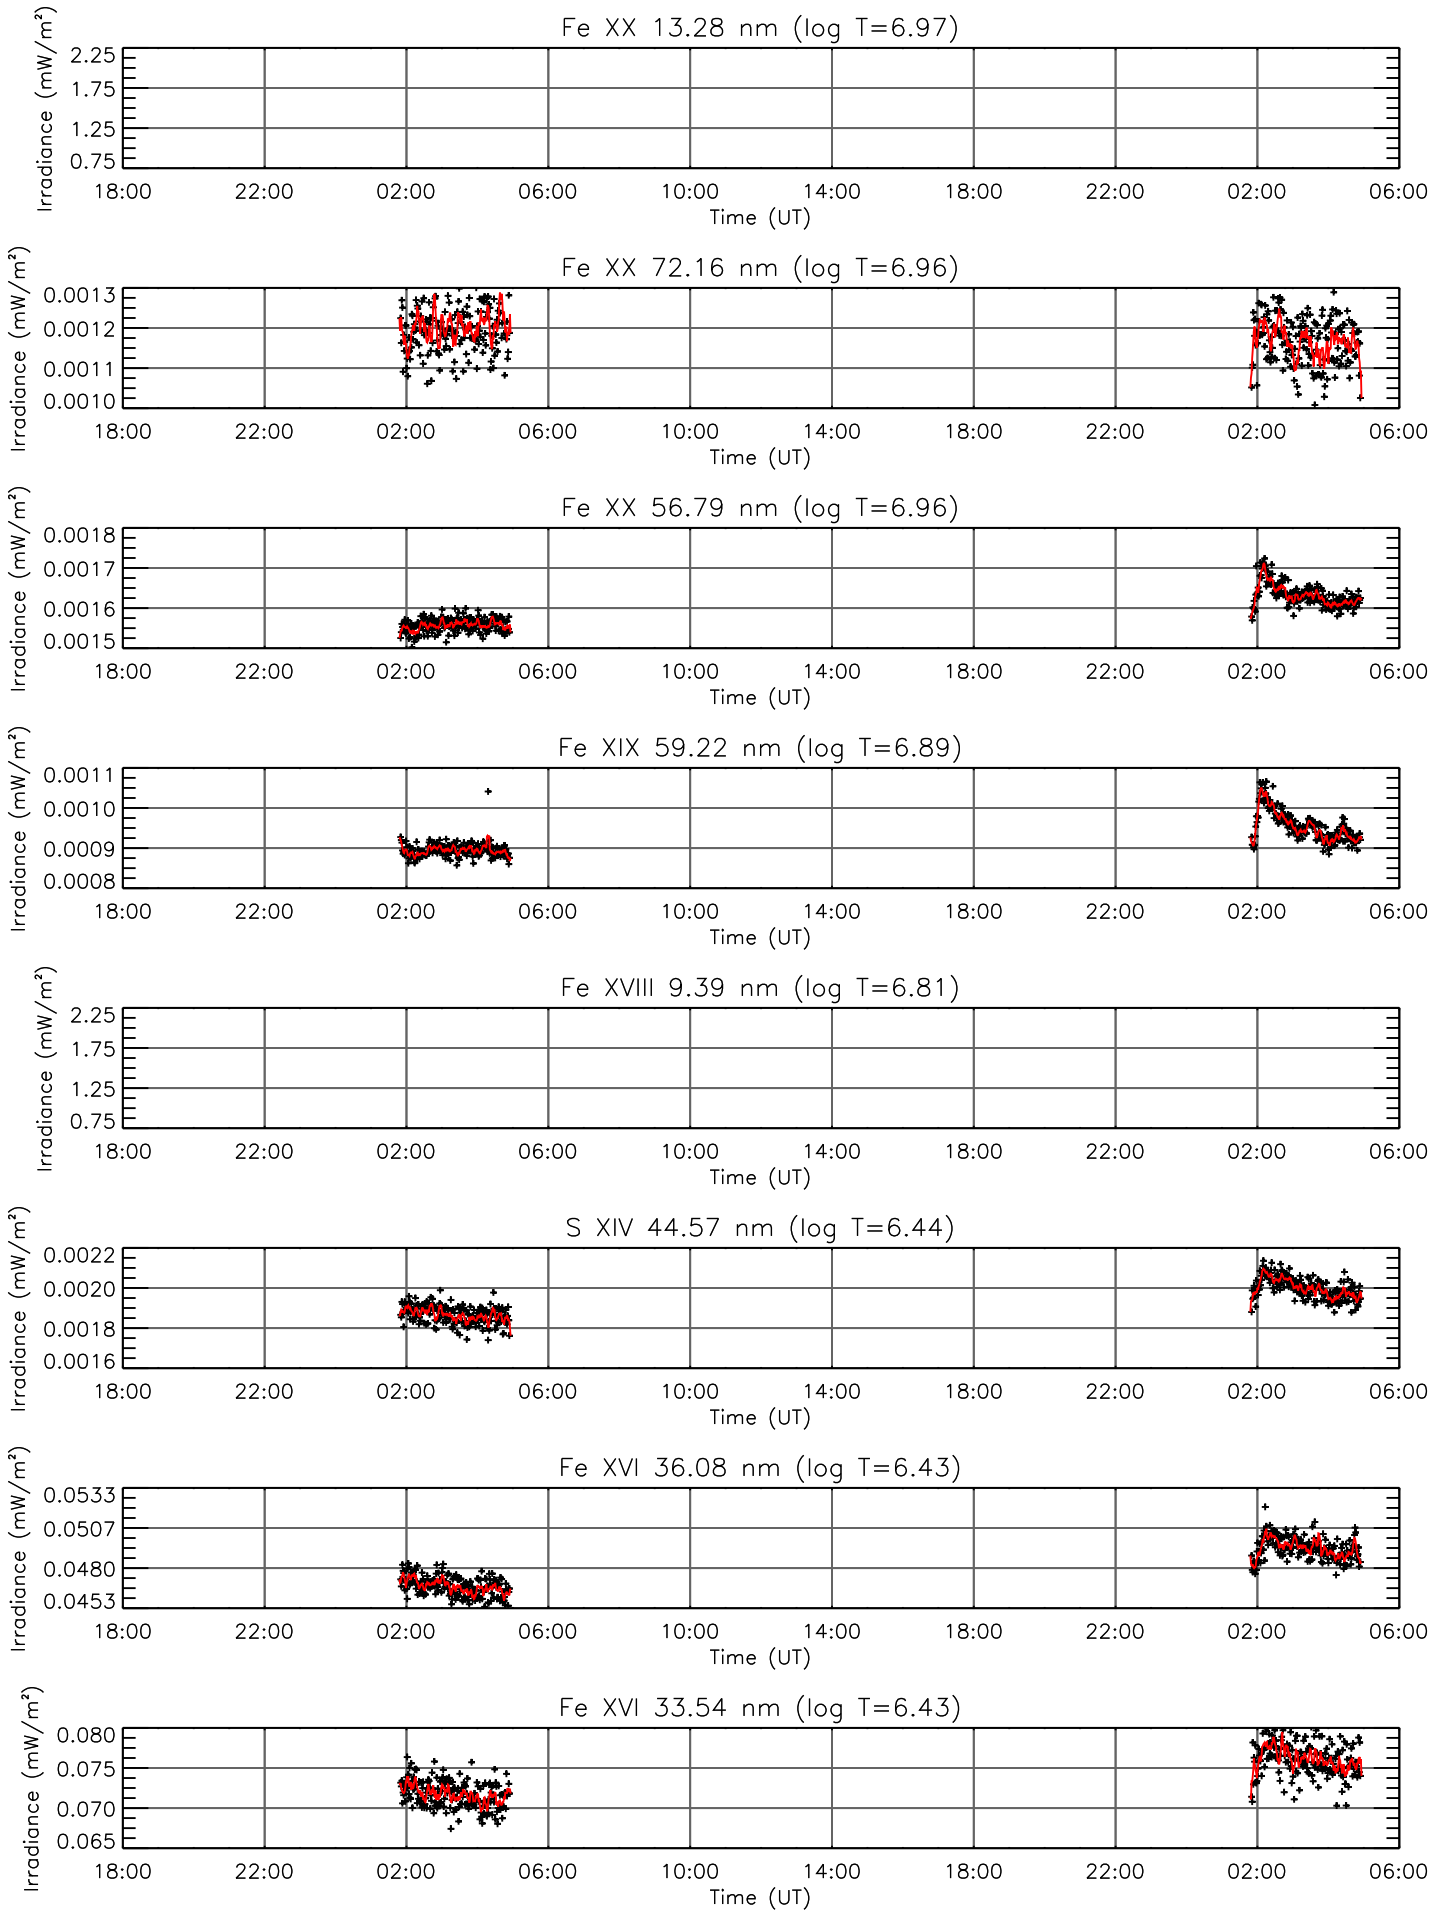 Fe XX 13.28 nm (log T=6.97)
Irradiance (mW/m²)
2.25
1.75
1.25
0.75
18:00 22:00 02:00 06:00 10:00 14:00 18:00 22:00 02:00 06:00
Time (UT)
Fe XX 72.16 nm (log T=6.96)
Irradiance (mW/m²)
0.0013
0.0012
0.0011
0.0010
18:00 22:00 02:00 06:00 10:00 14:00 18:00 22:00 02:00 06:00
Time (UT)
Fe XX 56.79 nm (log T=6.96)
Irradiance (mW/m²)
0.0018
0.0017
0.0016
0.0015
18:00 22:00 02:00 06:00 10:00 14:00 18:00 22:00 02:00 06:00
Time (UT)
Fe XIX 59.22 nm (log T=6.89)
Irradiance (mW/m²)
0.0011
0.0010
0.0009
0.0008
18:00 22:00 02:00 06:00 10:00 14:00 18:00 22:00 02:00 06:00
Time (UT)
Fe XVIII 9.39 nm (log T=6.81)
Irradiance (mW/m²)
2.25
1.75
1.25
0.75
18:00 22:00 02:00 06:00 10:00 14:00 18:00 22:00 02:00 06:00
Time (UT)
S XIV 44.57 nm (log T=6.44)
Irradiance (mW/m²)
0.0022
0.0020
0.0018
0.0016
18:00 22:00 02:00 06:00 10:00 14:00 18:00 22:00 02:00 06:00
Time (UT)
Fe XVI 36.08 nm (log T=6.43)
Irradiance (mW/m²)
0.0533
0.0507
0.0480
0.0453
18:00 22:00 02:00 06:00 10:00 14:00 18:00 22:00 02:00 06:00
Time (UT)
Fe XVI 33.54 nm (log T=6.43)
Irradiance (mW/m²)
0.080
0.075
0.070
0.065
18:00 22:00 02:00 06:00 10:00 14:00 18:00 22:00 02:00 06:00
Time (UT)